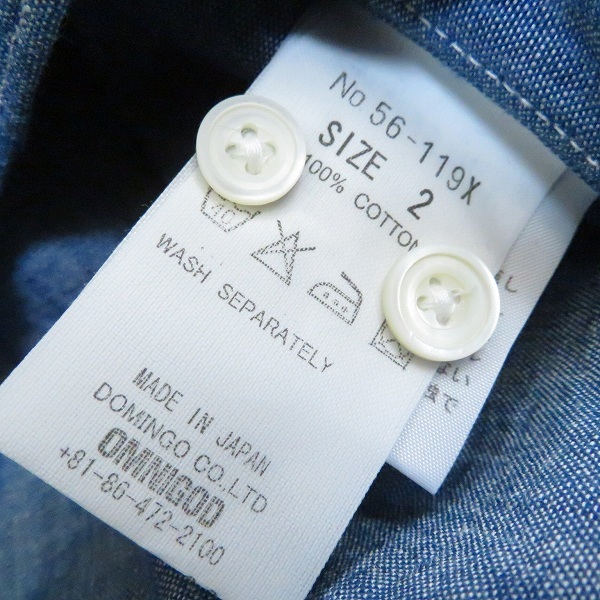 No 56-119X
SIZE 2
100% COTTON
40
WASH SEPARATELY
MADE IN JAPAN
DOMINGO CO.,LTD
OMNIGOD
+81-86-472-2100